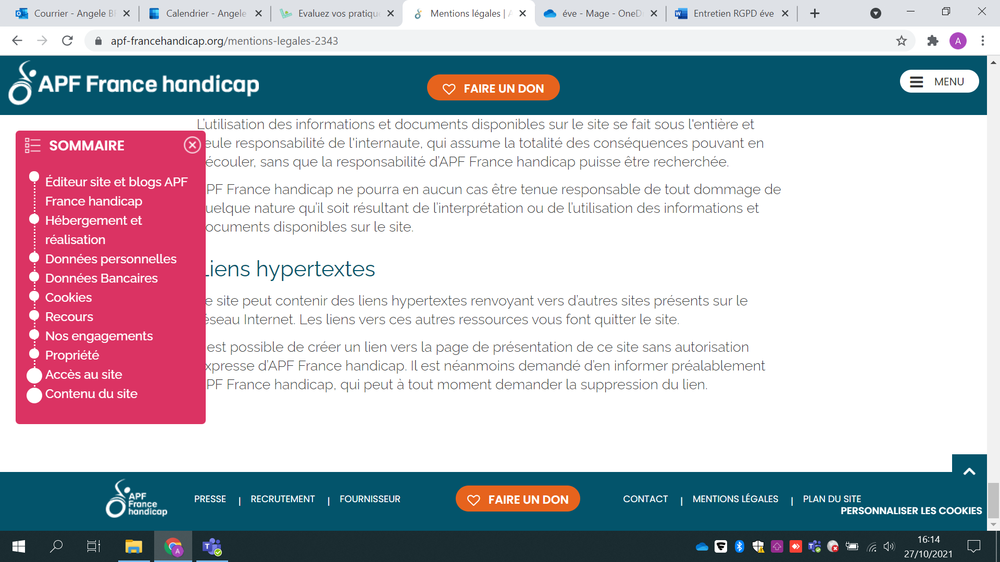 Courrier - Angele
Calendrier - Angele
Evaluez vos pratique
Mentions légales |
éve - Mage - OneD
Entretien RGPD éve
apf-francehandicap.org/mentions-legales-2343
A
APF France handicap
FAIRE UN DON
MENU
L'utilisation des informations et documents disponibles sur le site se fait sous l'entière et
eule responsabilité de l'internaute, qui assume la totalité des conséquences pouvant en
écouler, sans que la responsabilité d'APF France handicap puisse être recherchée.
PF France handicap ne pourra en aucun cas être tenue responsable de tout dommage de
uelque nature qu'il soit résultant de l'interprétation ou de l'utilisation des informations et
ocuments disponibles sur le site.
Liens hypertextes
e site peut contenir des liens hypertextes renvoyant vers d'autres sites présents sur le
éseau Internet. Les liens vers ces autres ressources vous font quitter le site.
est possible de créer un lien vers la page de présentation de ce site sans autorisation
xpresse d'APF France handicap. Il est néanmoins demandé d'en informer préalablement
PF France handicap, qui peut à tout moment demander la suppression du lien.
SOMMAIRE
Éditeur site et blogs APF
France handicap
Hébergement et
réalisation
Données personnelles
Données Bancaires
Cookies
Recours
Nos engagements
Propriété
Accès au site
Contenu du site
APF
France
handicap
PRESSE | RECRUTEMENT | FOURNISSEUR
FAIRE UN DON
CONTACT | MENTIONS LÉGALES | PLAN DU SITE
PERSONNALISER LES COOKIES
16:14
27/10/2021